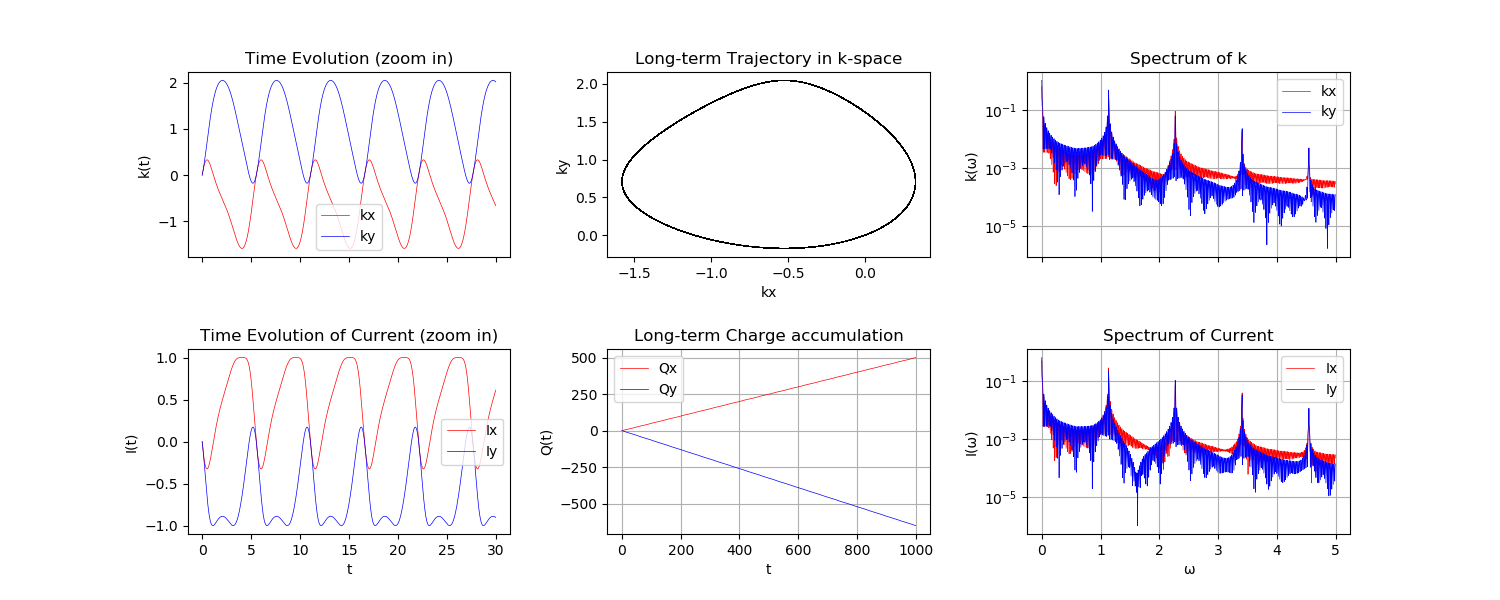 Time Evolution (zoom in)
k(t)
2
1
0
−1
kx
ky
Long-term Trajectory in k-space
ky
2.0
1.5
1.0
0.5
0.0
−1.5 −1.0 −0.5 0.0
kx
Spectrum of k
k(ω)
10⁻¹
10⁻³
10⁻⁵
kx
ky
Time Evolution of Current (zoom in)
I(t)
1.0
0.5
0.0
−0.5
−1.0
Ix
Iy
0 5 10 15 20 25 30
t
Long-term Charge accumulation
Q(t)
500
250
0
−250
−500
Qx
Qy
0 200 400 600 800 1000
t
Spectrum of Current
I(ω)
10⁻¹
10⁻³
10⁻⁵
Ix
Iy
0 1 2 3 4 5
ω